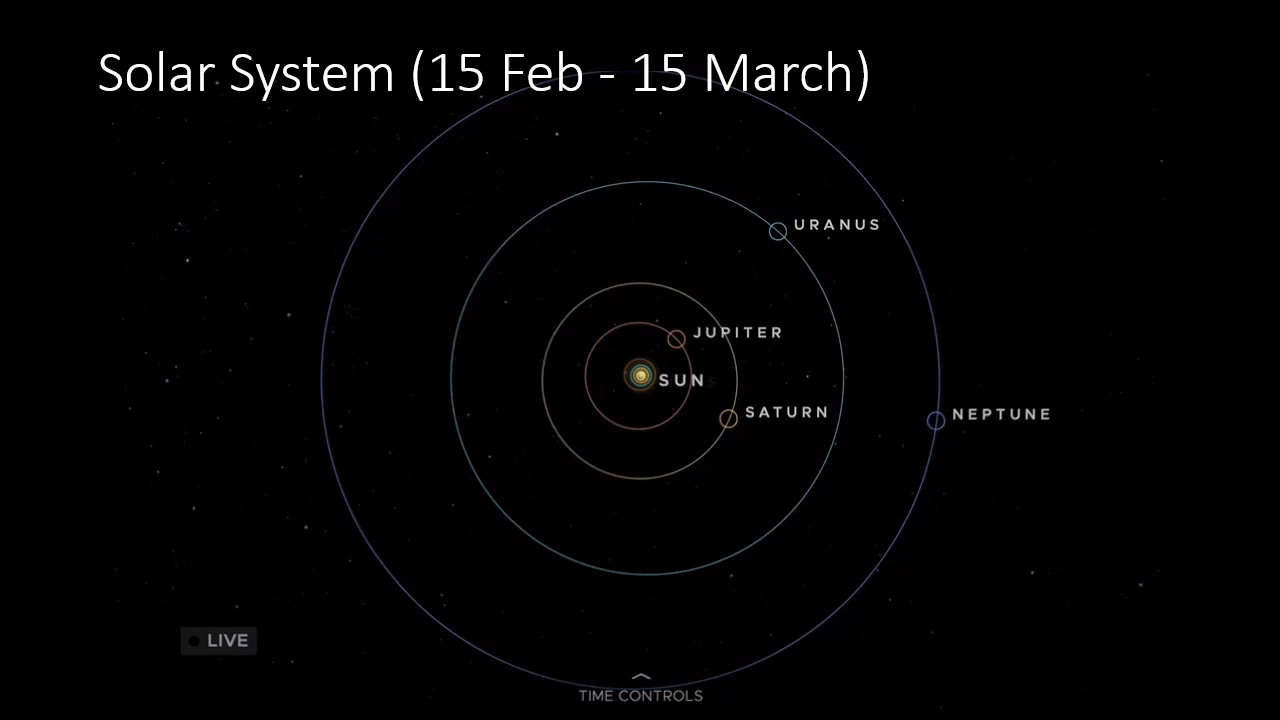 Solar System (15 Feb - 15 March)
URANUS
JUPITER
SUN
SATURN
NEPTUNE
LIVE
TIME CONTROLS